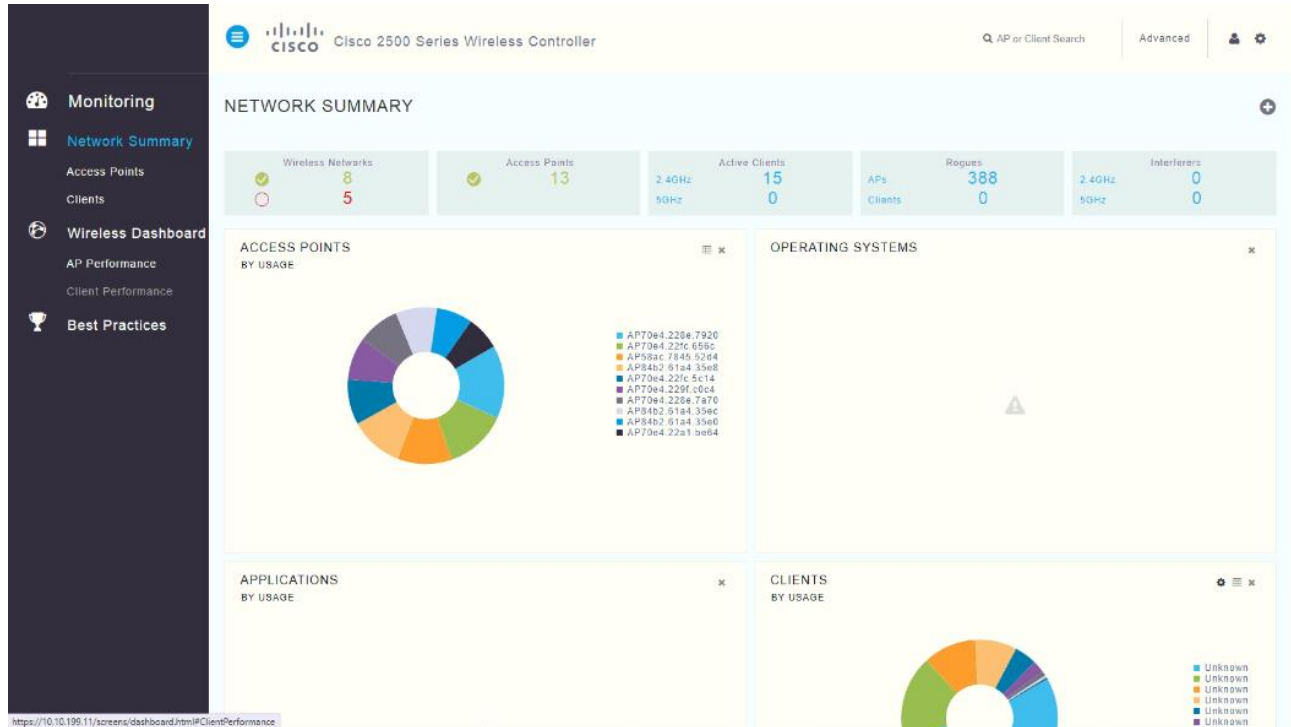 CISCO Cisco 2500 Series Wireless Controller
AP or Client Search
Advanced
Monitoring
Network Summary
Access Points
Clients
Wireless Dashboard
AP Performance
Client Performance
Best Practices
NETWORK SUMMARY
Wireless Networks
8
5
Access Points
13
Active Clients
2.4GHz 15
5GHz 0
Rogues
APs 388
Clients 0
Interferers
2.4GHz 0
5GHz 0
ACCESS POINTS
BY USAGE
AP70e4.228e.7920
AP70e4.22fc.656c
AP58ac.7845.52d4
AP84b2.61a4.35e8
AP70e4.22fc.5c14
AP70e4.229f.c0c4
AP70e4.228e.7a70
AP84b2.61a4.35ec
AP84b2.61a4.35e0
AP70e4.22a1.be64
OPERATING SYSTEMS
APPLICATIONS
BY USAGE
CLIENTS
BY USAGE
Unknown
Unknown
Unknown
Unknown
Unknown
Unknown
https://10.10.199.11/screens/dashboard.html#ClientPerformance